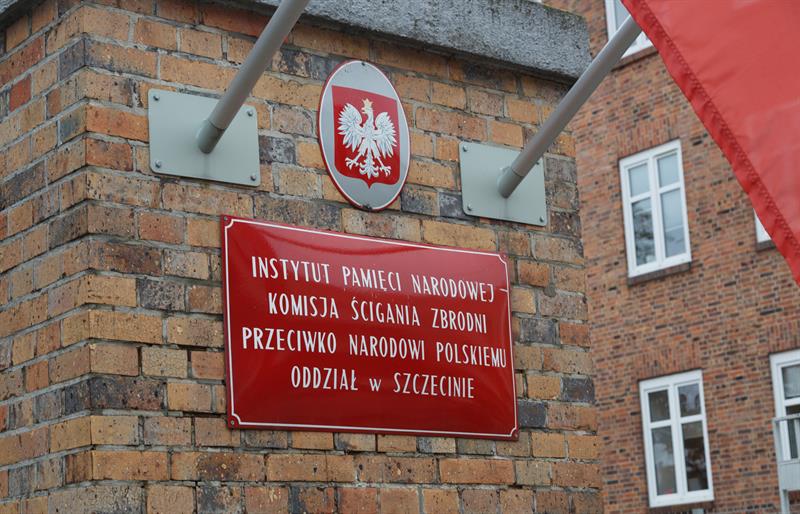 INSTYTUT PAMIĘCI NARODOWEJ
KOMISJA ŚCIGANIA ZBRODNI
PRZECIWKO NARODOWI POLSKIEMU
ODDZIAŁ w SZCZECINIE